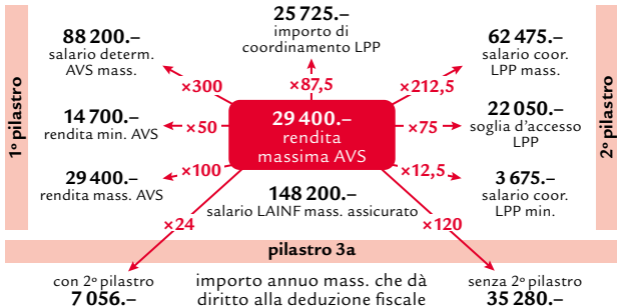 1º pilastro
88 200.–
salario determ.
AVS mass.
×300
14 700.–
rendita min. AVS
×50
29 400.–
rendita mass. AVS
×100
25 725.–
importo di
coordinamento LPP
×87,5
29 400.–
rendita
massima AVS
148 200.–
salario LAINF mass. assicurato
62 475.–
salario coor.
LPP mass.
×212,5
22 050.–
soglia d’accesso
LPP
×75
3 675.–
salario coor.
LPP min.
×12,5
2º pilastro
×24
×120
pilastro 3a
con 2º pilastro
7 056.–
importo annuo mass. che dà
diritto alla deduzione fiscale
senza 2º pilastro
35 280.–